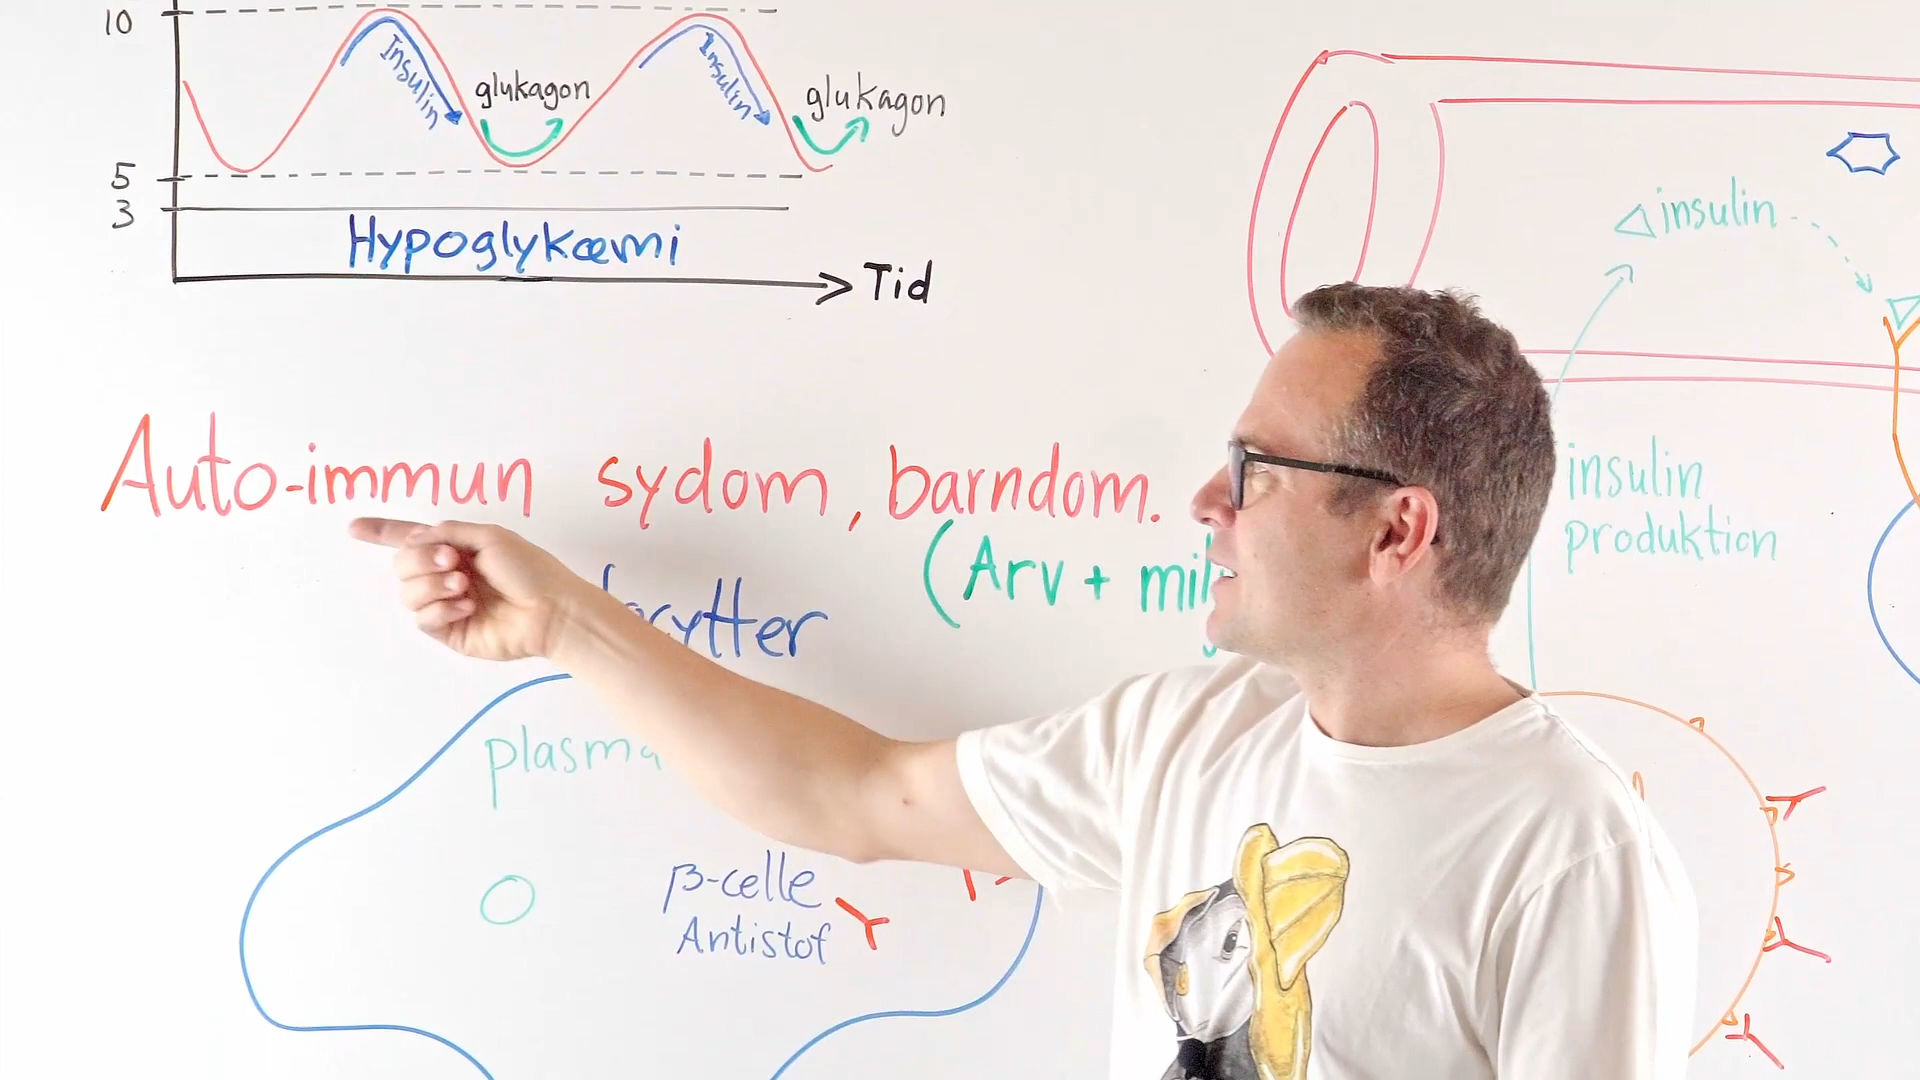 10
Insulin
glukagon
Insulin
glukagon
5
3
Hypoglykæmi
Tid
insulin
Auto-immun sydom, barndom.
(Arv +
insulin
produktion
β-celle
Antistof